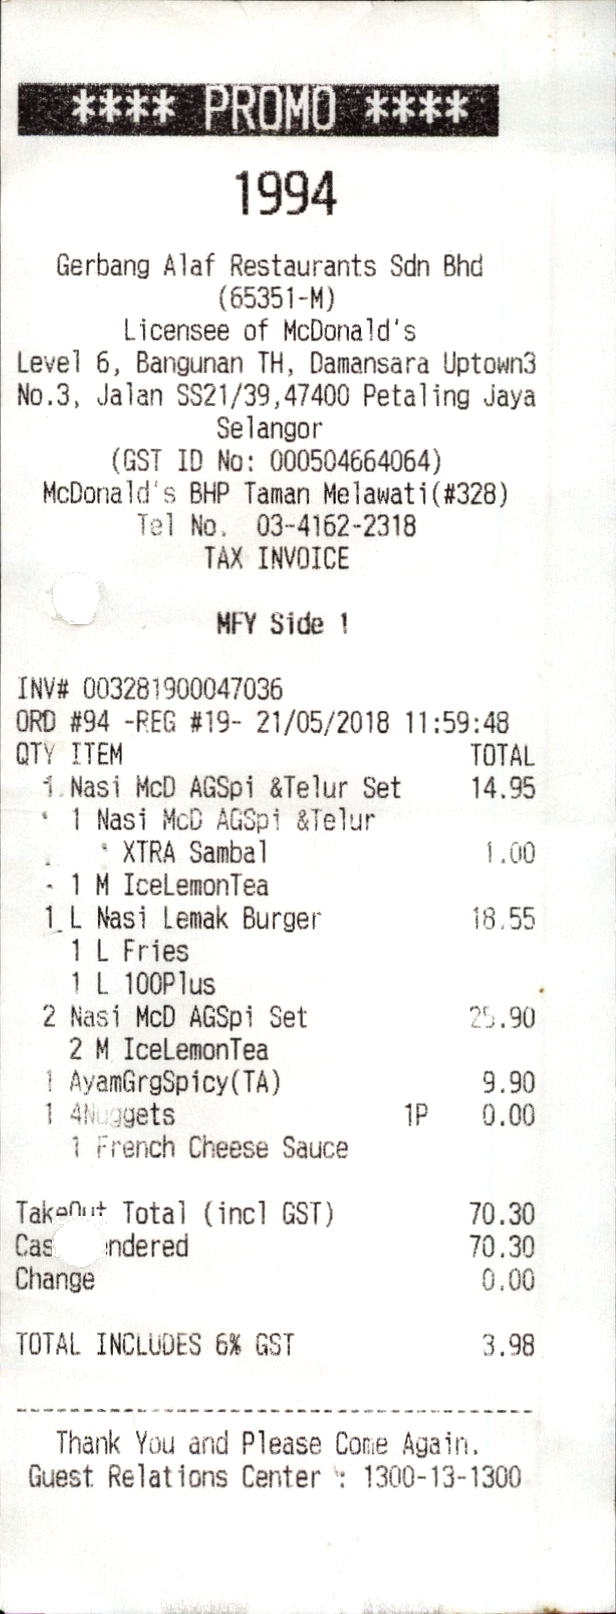 **** PROMO ****
1994
Gerbang Alaf Restaurants Sdn Bhd
(65351-M)
Licensee of McDonald's
Level 6, Bangunan TH, Damansara Uptown3
No.3, Jalan SS21/39,47400 Petaling Jaya
Selangor
(GST ID No: 000504664064)
McDonald's BHP Taman Melawati(#328)
Tel No. 03-4162-2318
TAX INVOICE
MFY Side 1
INV# 003281900047036
ORD #94 -REG #19- 21/05/2018 11:59:48
QTY ITEM TOTAL
1 Nasi McD AGSpi &Telur Set 14.95
1 Nasi McD AGSpi &Telur
XTRA Sambal 1.00
1 M IceLemonTea
1 L Nasi Lemak Burger 18.55
1 L Fries
1 L 100Plus
2 Nasi McD AGSpi Set 25.90
2 M IceLemonTea
1 AyamGrgSpicy(TA) 9.90
1 4Nuggets 1P 0.00
1 French Cheese Sauce
TakeOut Total (incl GST) 70.30
Cas ndered 70.30
Change 0.00
TOTAL INCLUDES 6% GST 3.98
Thank You and Please Come Again.
Guest Relations Center : 1300-13-1300